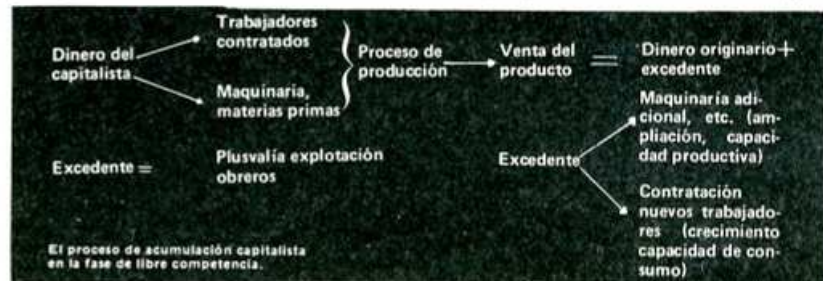 Dinero del
capitalista
Trabajadores
contratados
Maquinaria,
materias primas
Proceso de
producción
Venta del
producto
=
Dinero originario+
excedente
Excedente =
Plusvalía explotación
obreros
Excedente
Maquinaría adi-
cional, etc. (am-
pliación, capaci-
dad productiva)
Contratación
nuevos trabajado-
res (crecimiento
capacidad de con-
sumo)
El proceso de acumulación capitalista
en la fase de libre competencia.